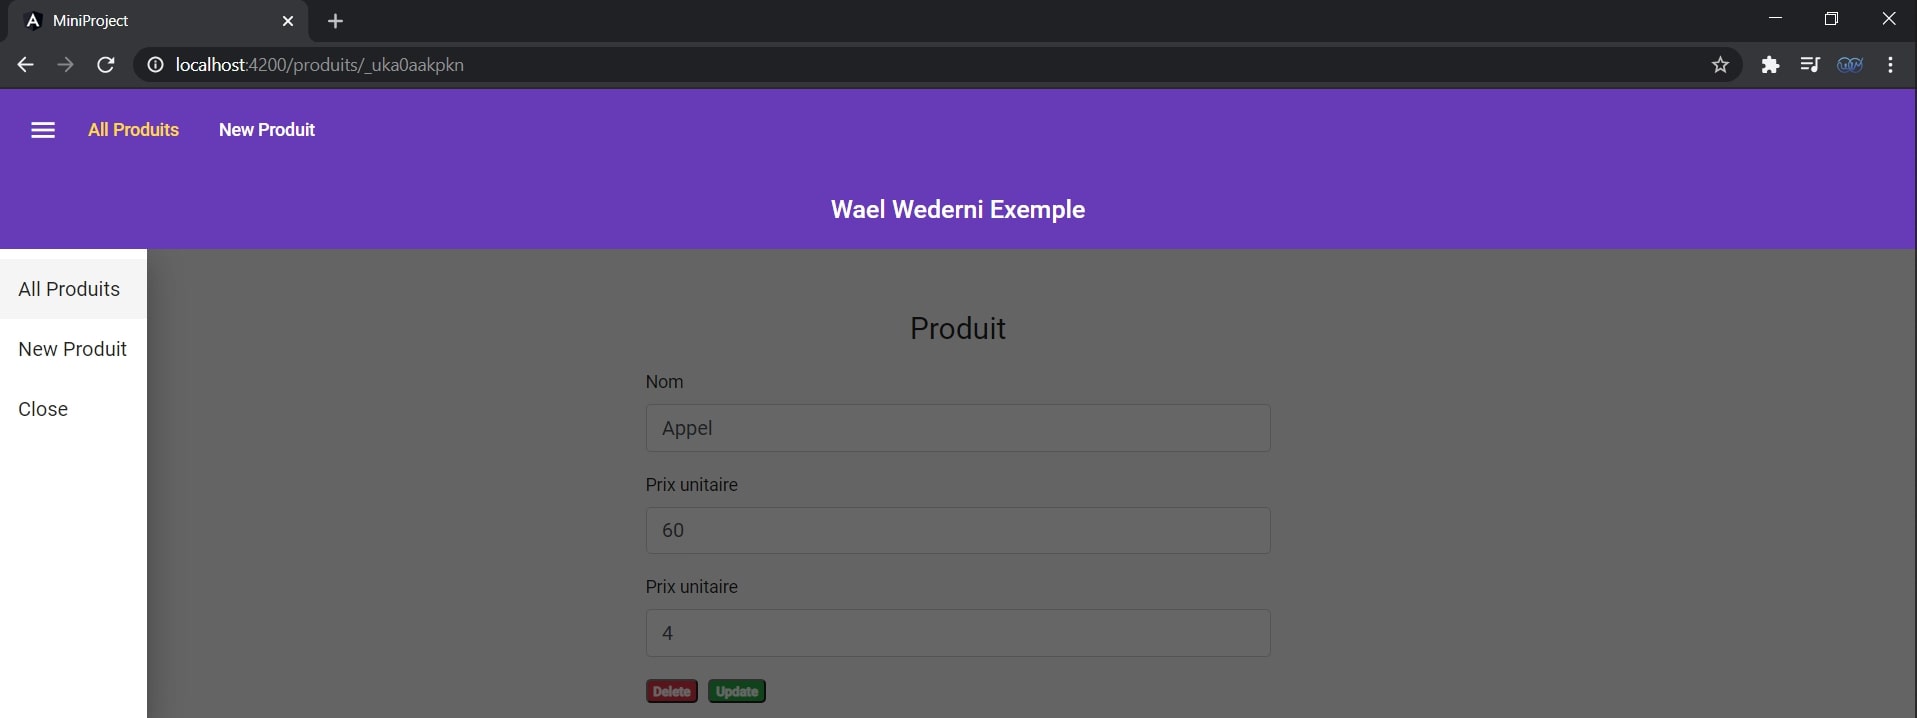 MiniProject
localhost:4200/produits/_uka0aakpkn
All Produits New Produit
Wael Wederni Exemple
All Produits
New Produit
Close
Produit
Nom
Appel
Prix unitaire
60
Prix unitaire
4
Delete Update